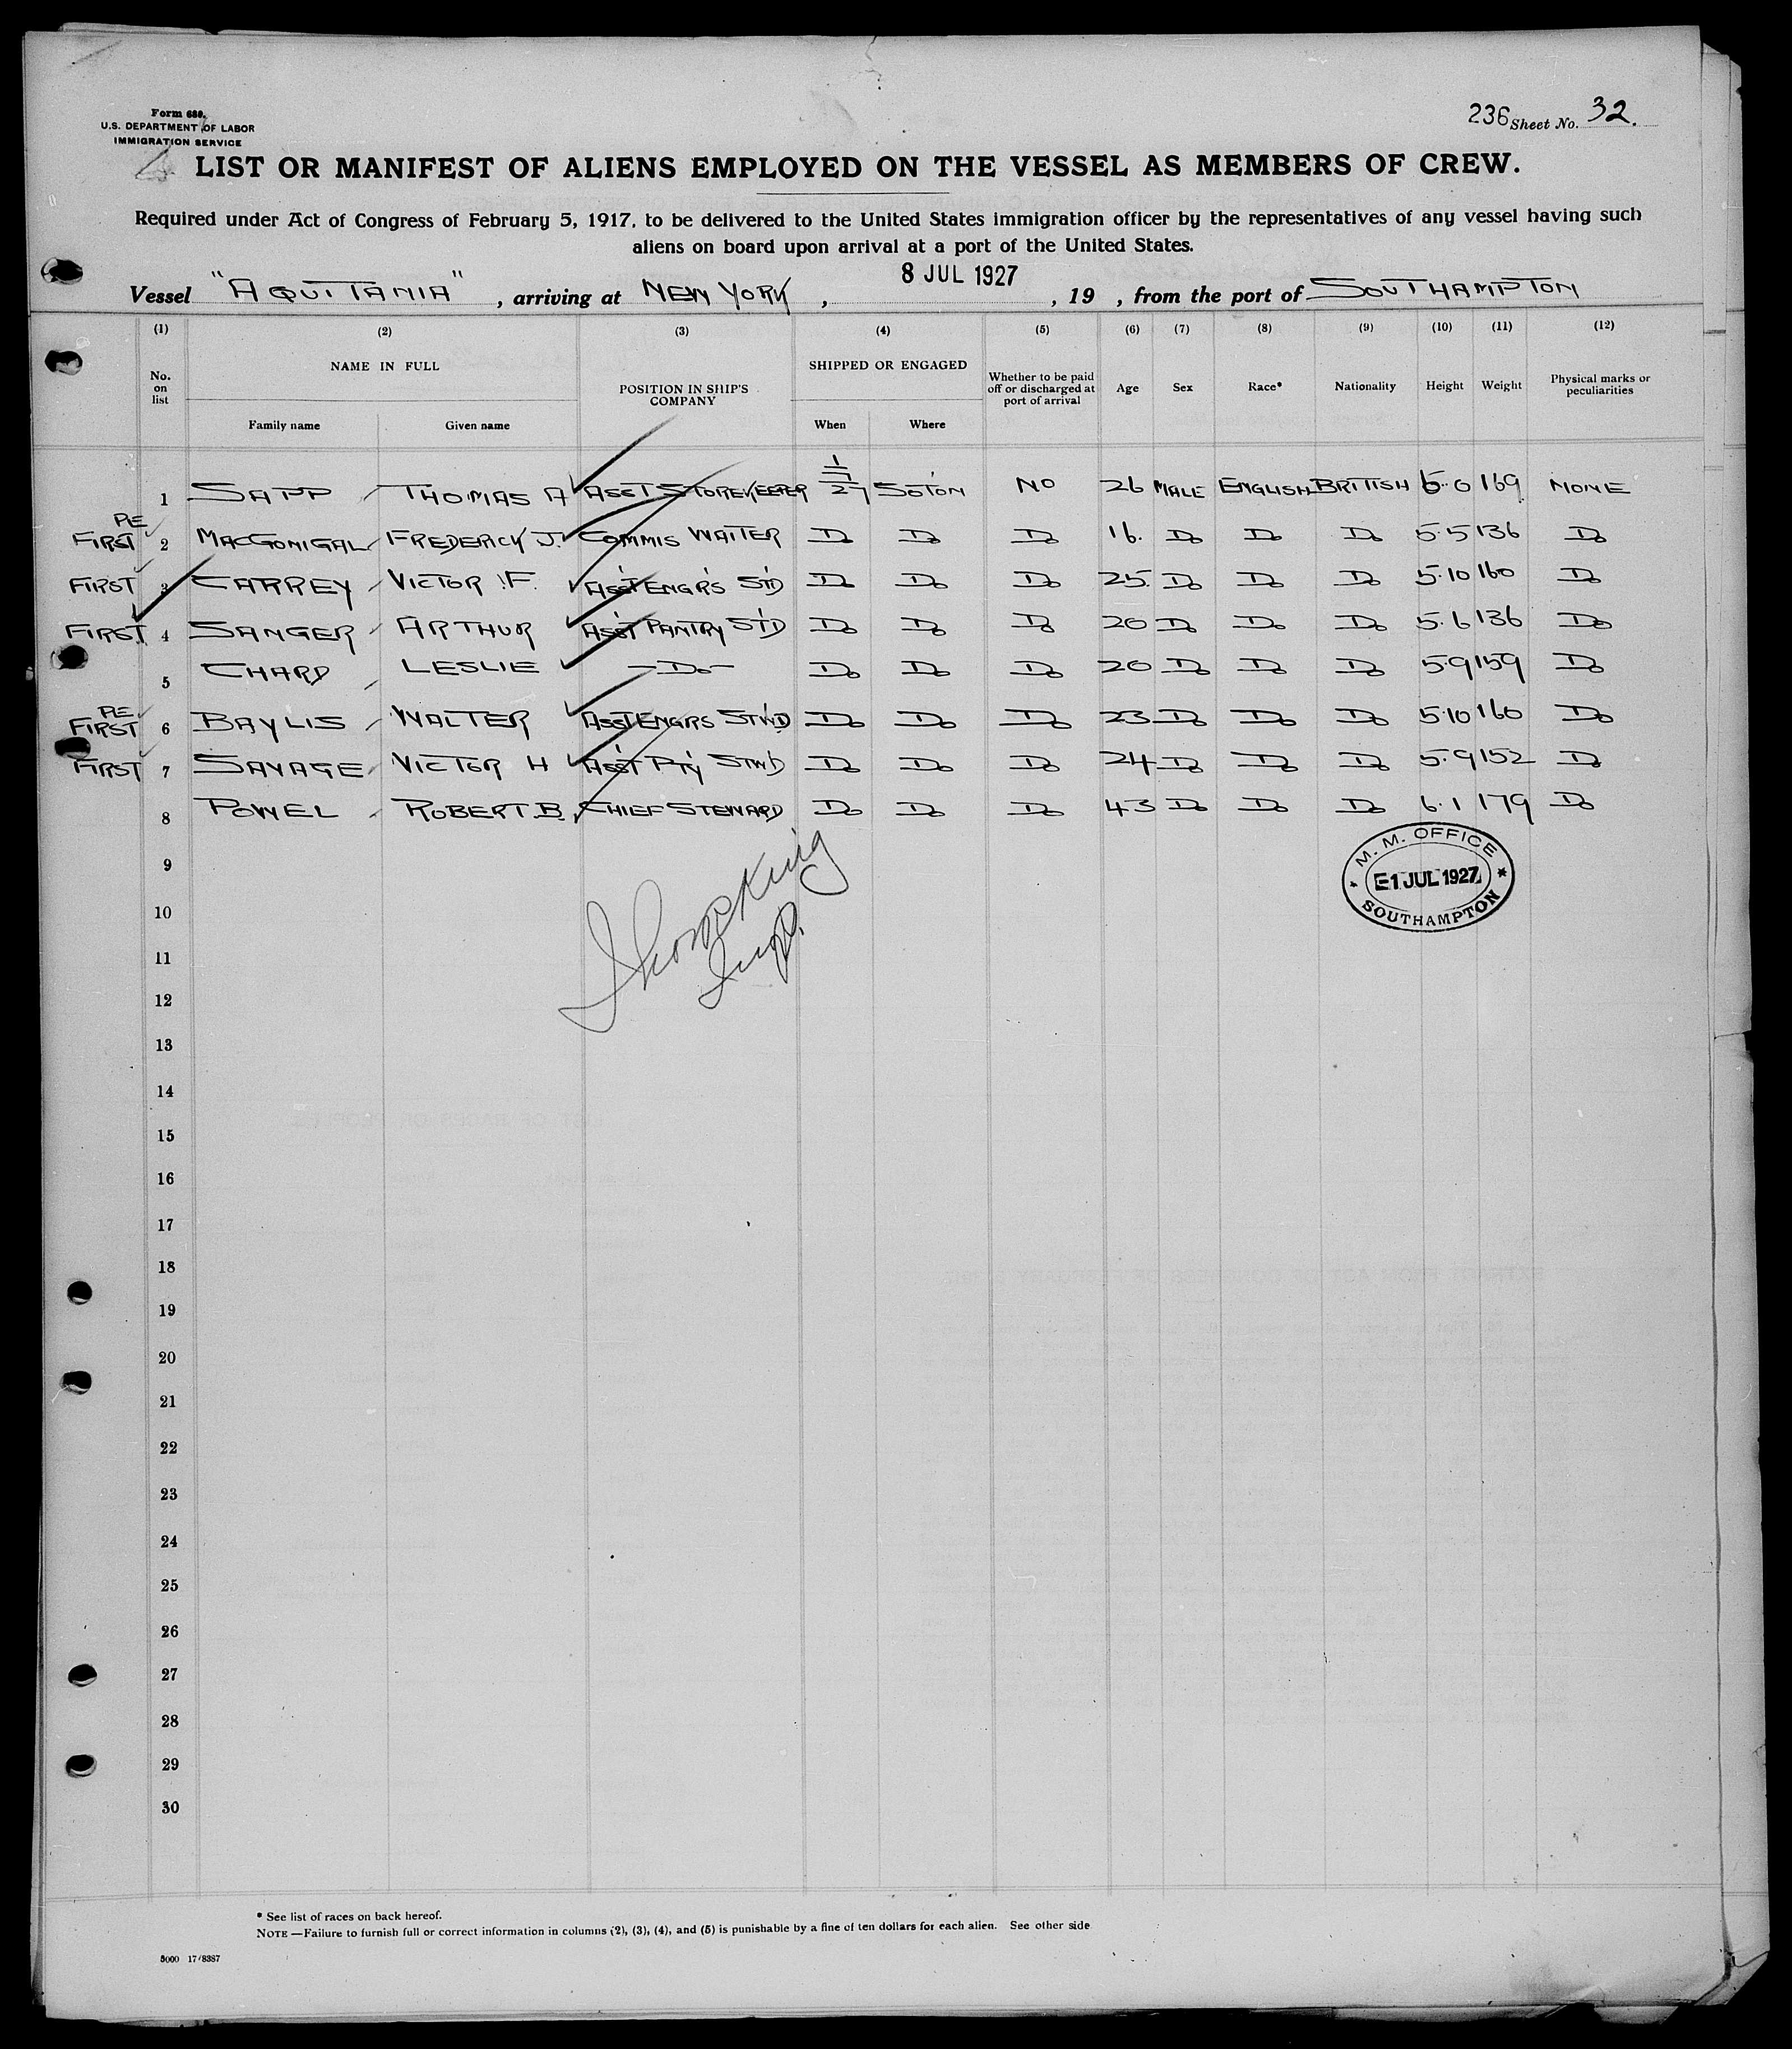 Form 689.
U.S. DEPARTMENT OF LABOR
IMMIGRATION SERVICE
236 Sheet No. 32.
LIST OR MANIFEST OF ALIENS EMPLOYED ON THE VESSEL AS MEMBERS OF CREW.
Required under Act of Congress of February 5, 1917, to be delivered to the United States immigration officer by the representatives of any vessel having such
aliens on board upon arrival at a port of the United States.
Vessel "AQUITANIA", arriving at NEW YORK, 8 JUL 1927, 19 , from the port of SOUTHAMPTON
(1) (2) (3) (4) (5) (6) (7) (8) (9) (10) (11) (12)
No. on list NAME IN FULL POSITION IN SHIP'S COMPANY SHIPPED OR ENGAGED Whether to be paid off or discharged at port of arrival Age Sex Race* Nationality Height Weight Physical marks or peculiarities
Family name Given name When Where
1 SAPP THOMAS A ASST STOREKEEPER 1/7/27 SOTON NO 26 MALE ENGLISH BRITISH 5·0 169 NONE
PE FIRST 2 MACGONIGAL FREDERICK J. COMMIS WAITER Do Do Do 16. Do Do Do 5·5 136 Do
FIRST 3 CARREY VICTOR F. ASST ENGRS STD Do Do Do 25 Do Do Do 5·10 160 Do
FIRST 4 SANGER ARTHUR ASST PANTRY STD Do Do Do 20 Do Do Do 5·6 136 Do
5 CHARD LESLIE —Do— Do Do Do 20 Do Do Do 5·9 159 Do
PE FIRST 6 BAYLIS WALTER ASST ENGRS STWD Do Do Do 23 Do Do Do 5·10 160 Do
FIRST 7 SAVAGE VICTOR H ASST PTY STWD Do Do Do 24 Do Do Do 5·9 152 Do
8 POWEL ROBERT.B. CHIEF STEWARD Do Do Do 43 Do Do Do 6·1 179 Do
M. M. OFFICE
E 1 JUL 1927
SOUTHAMPTON
9
10
11
12
13
14
15
16
17
18
19
20
21
22
23
24
25
26
27
28
29
30
* See list of races on back hereof.
NOTE—Failure to furnish full or correct information in columns (2), (3), (4), and (5) is punishable by a fine of ten dollars for each alien. See other side
5000 17/8387